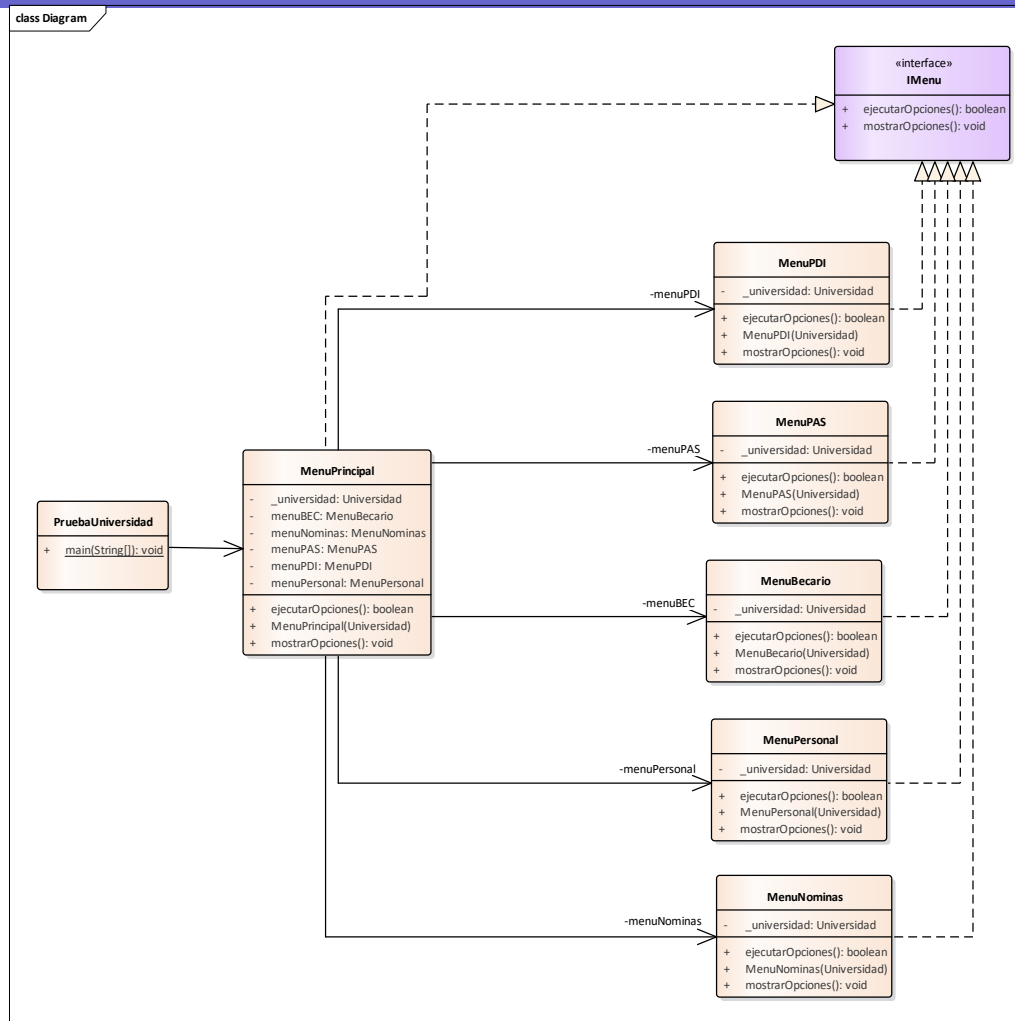 class Diagram
«interface»
IMenu
+ ejecutarOpciones(): boolean
+ mostrarOpciones(): void
MenuPDI
- _universidad: Universidad
+ ejecutarOpciones(): boolean
+ MenuPDI(Universidad)
+ mostrarOpciones(): void
-menuPDI
MenuPAS
- _universidad: Universidad
+ ejecutarOpciones(): boolean
+ MenuPAS(Universidad)
+ mostrarOpciones(): void
-menuPAS
MenuPrincipal
- _universidad: Universidad
- menuBEC: MenuBecario
- menuNominas: MenuNominas
- menuPAS: MenuPAS
- menuPDI: MenuPDI
- menuPersonal: MenuPersonal
+ ejecutarOpciones(): boolean
+ MenuPrincipal(Universidad)
+ mostrarOpciones(): void
PruebaUniversidad
+ main(String[]): void
MenuBecario
- _universidad: Universidad
+ ejecutarOpciones(): boolean
+ MenuBecario(Universidad)
+ mostrarOpciones(): void
-menuBEC
MenuPersonal
- _universidad: Universidad
+ ejecutarOpciones(): boolean
+ MenuPersonal(Universidad)
+ mostrarOpciones(): void
-menuPersonal
MenuNominas
- _universidad: Universidad
+ ejecutarOpciones(): boolean
+ MenuNominas(Universidad)
+ mostrarOpciones(): void
-menuNominas